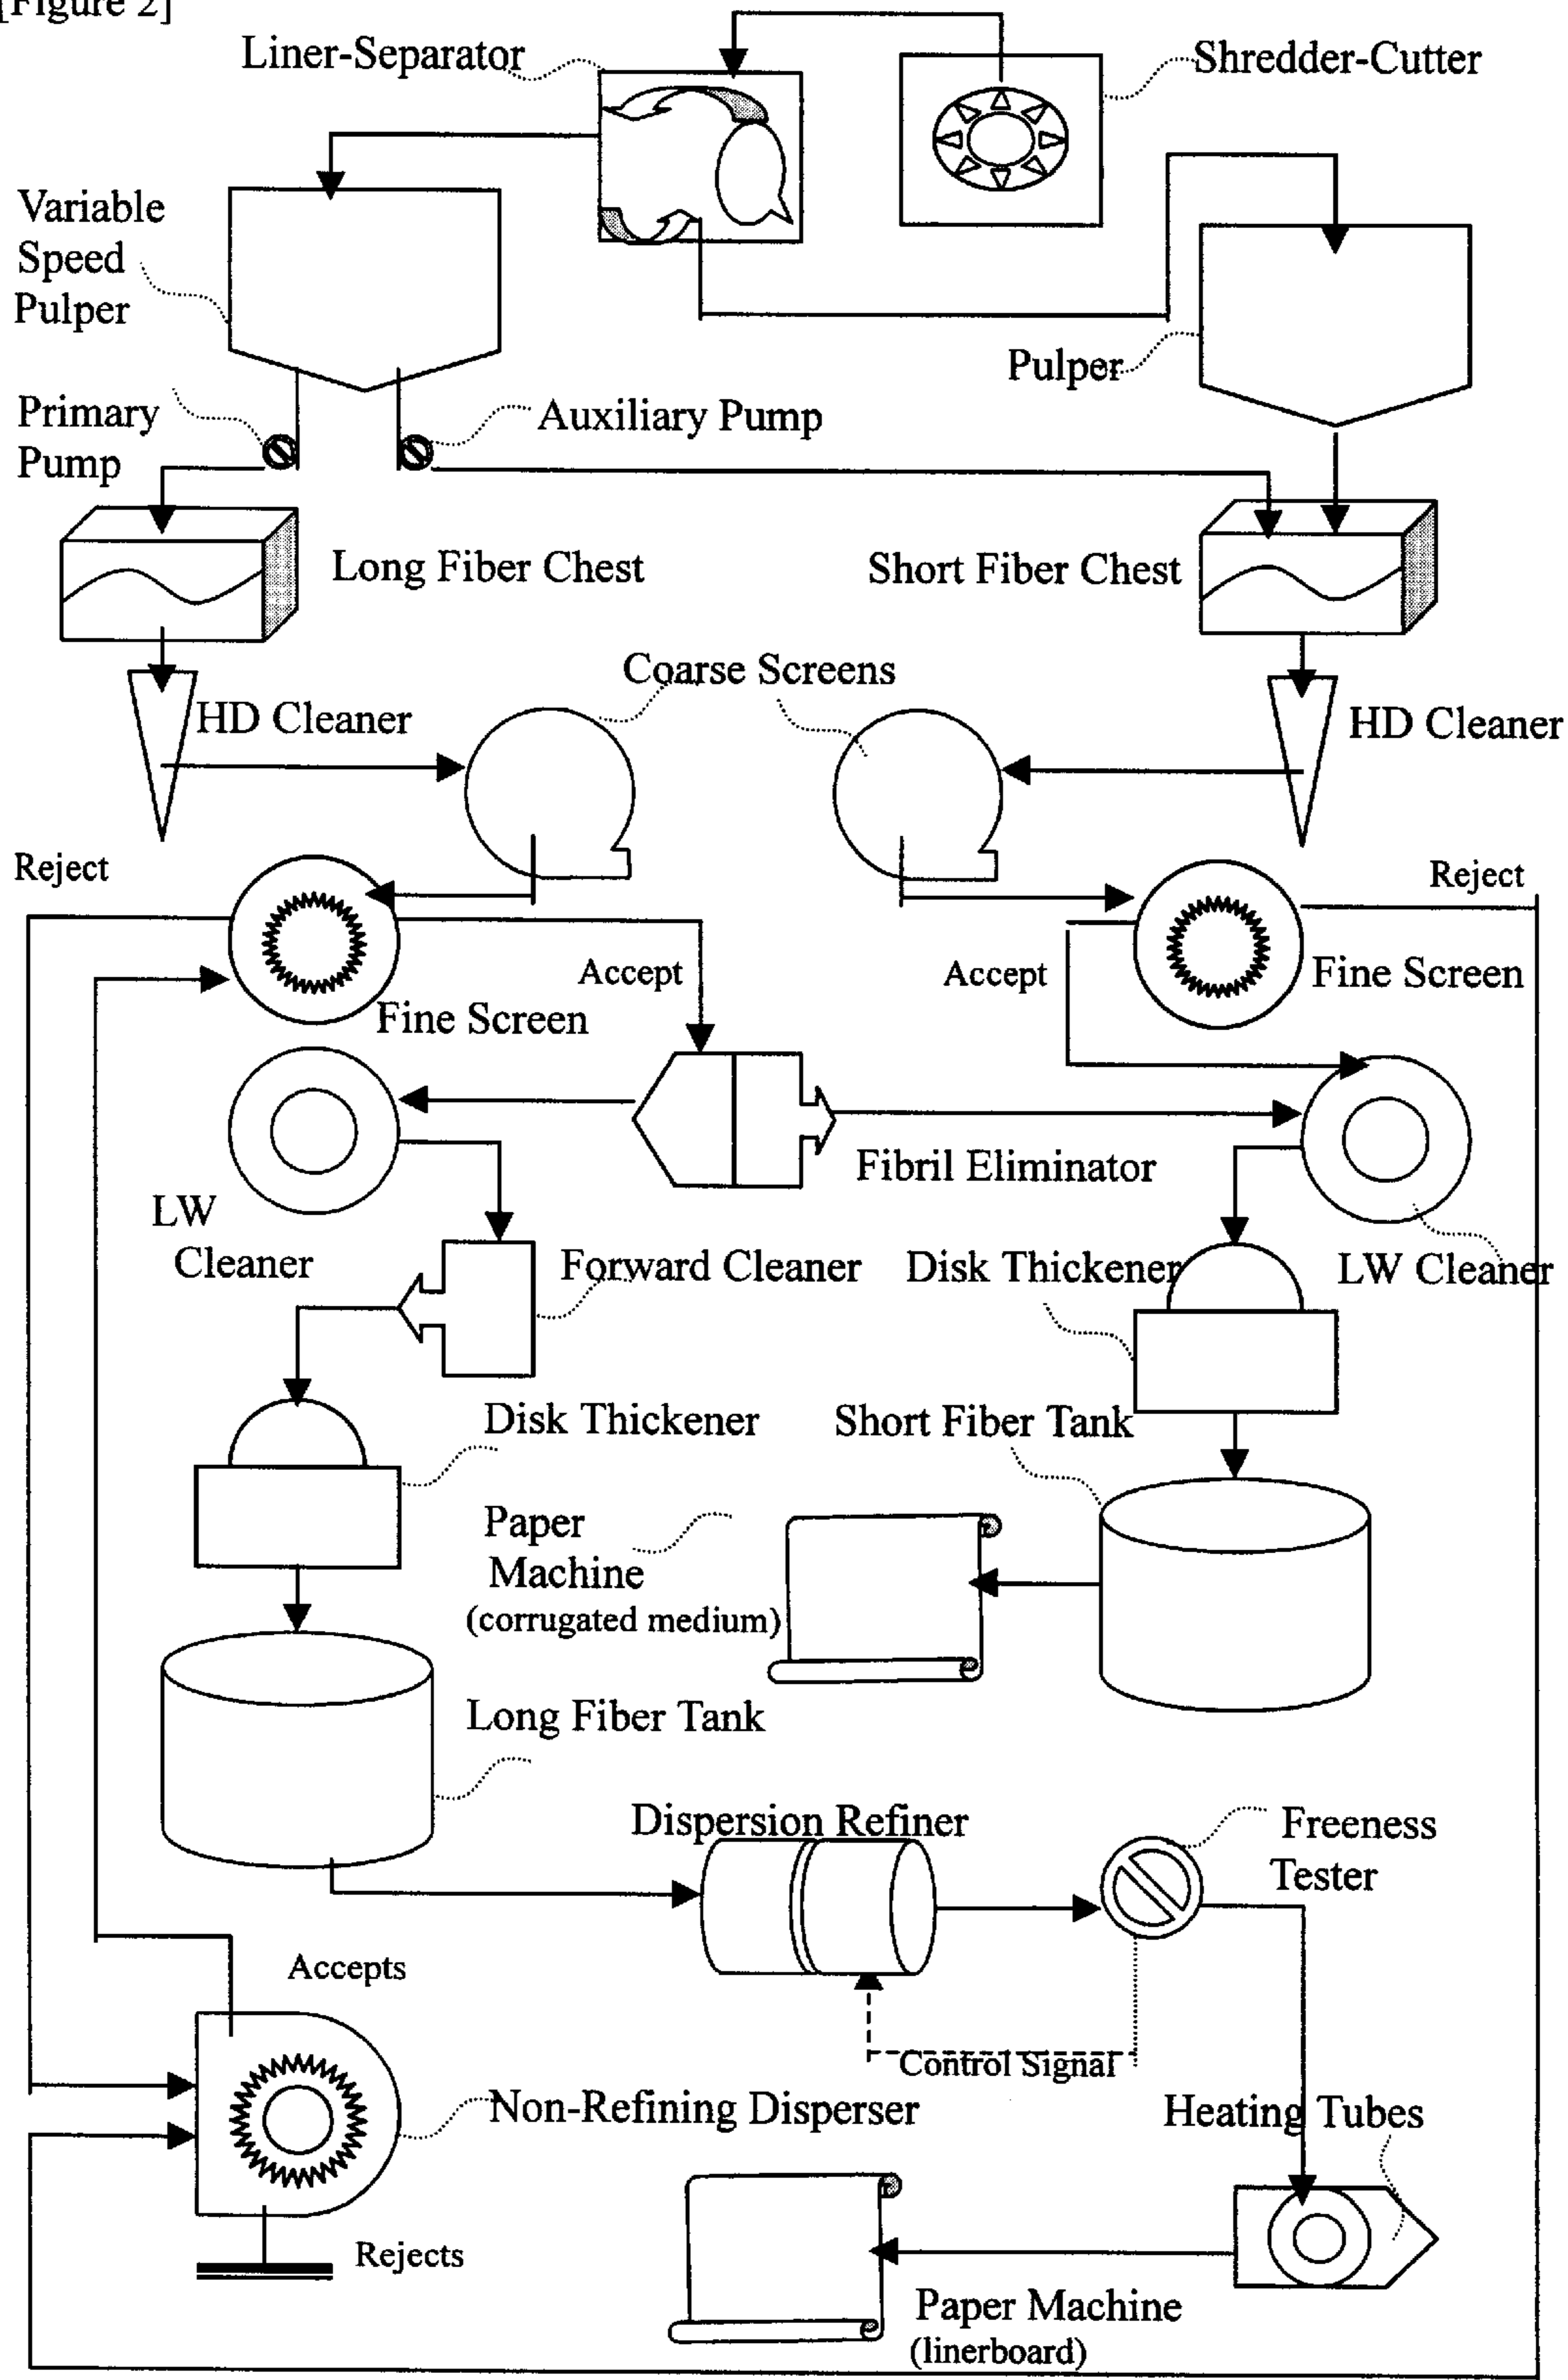 [Figure 2]
Liner-Separator
Shredder-Cutter
Variable
Speed
Pulper
Pulper
Primary
Pump
Auxiliary Pump
Long Fiber Chest
Short Fiber Chest
Coarse Screens
HD Cleaner
HD Cleaner
Reject
Reject
Accept
Accept
Fine Screen
Fine Screen
Fibril Eliminator
LW
Cleaner
Forward Cleaner
Disk Thickener
LW Cleaner
Disk Thickener
Short Fiber Tank
Paper
Machine
(corrugated medium)
Long Fiber Tank
Dispersion Refiner
Freeness
Tester
Accepts
Control Signal
Non-Refining Disperser
Heating Tubes
Rejects
Paper Machine
(linerboard)